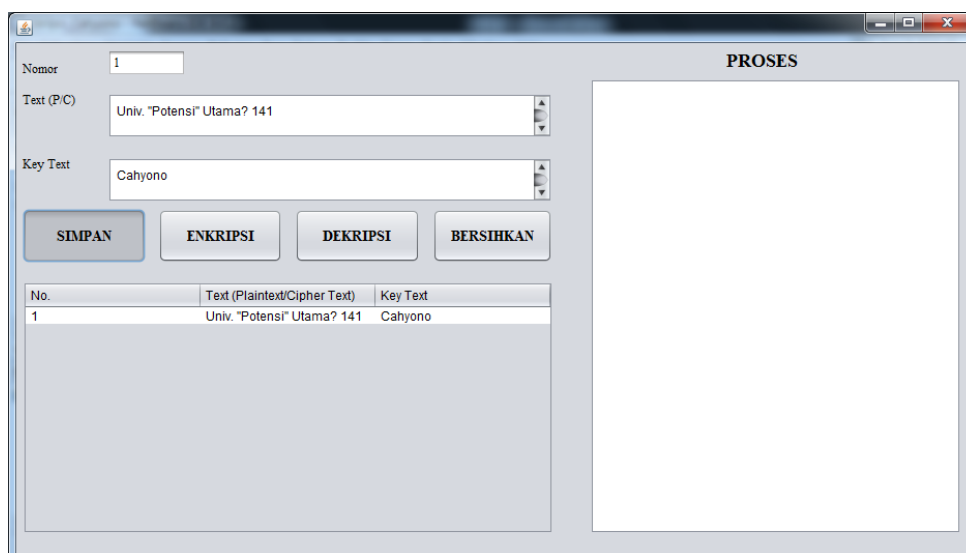 Nomor 1
Text (P/C) Univ. "Potensi" Utama? 141
Key Text Cahyono
SIMPAN ENKRIPSI DEKRIPSI BERSIHKAN
No. Text (Plaintext/Cipher Text) Key Text
1 Univ. "Potensi" Utama? 141 Cahyono
PROSES